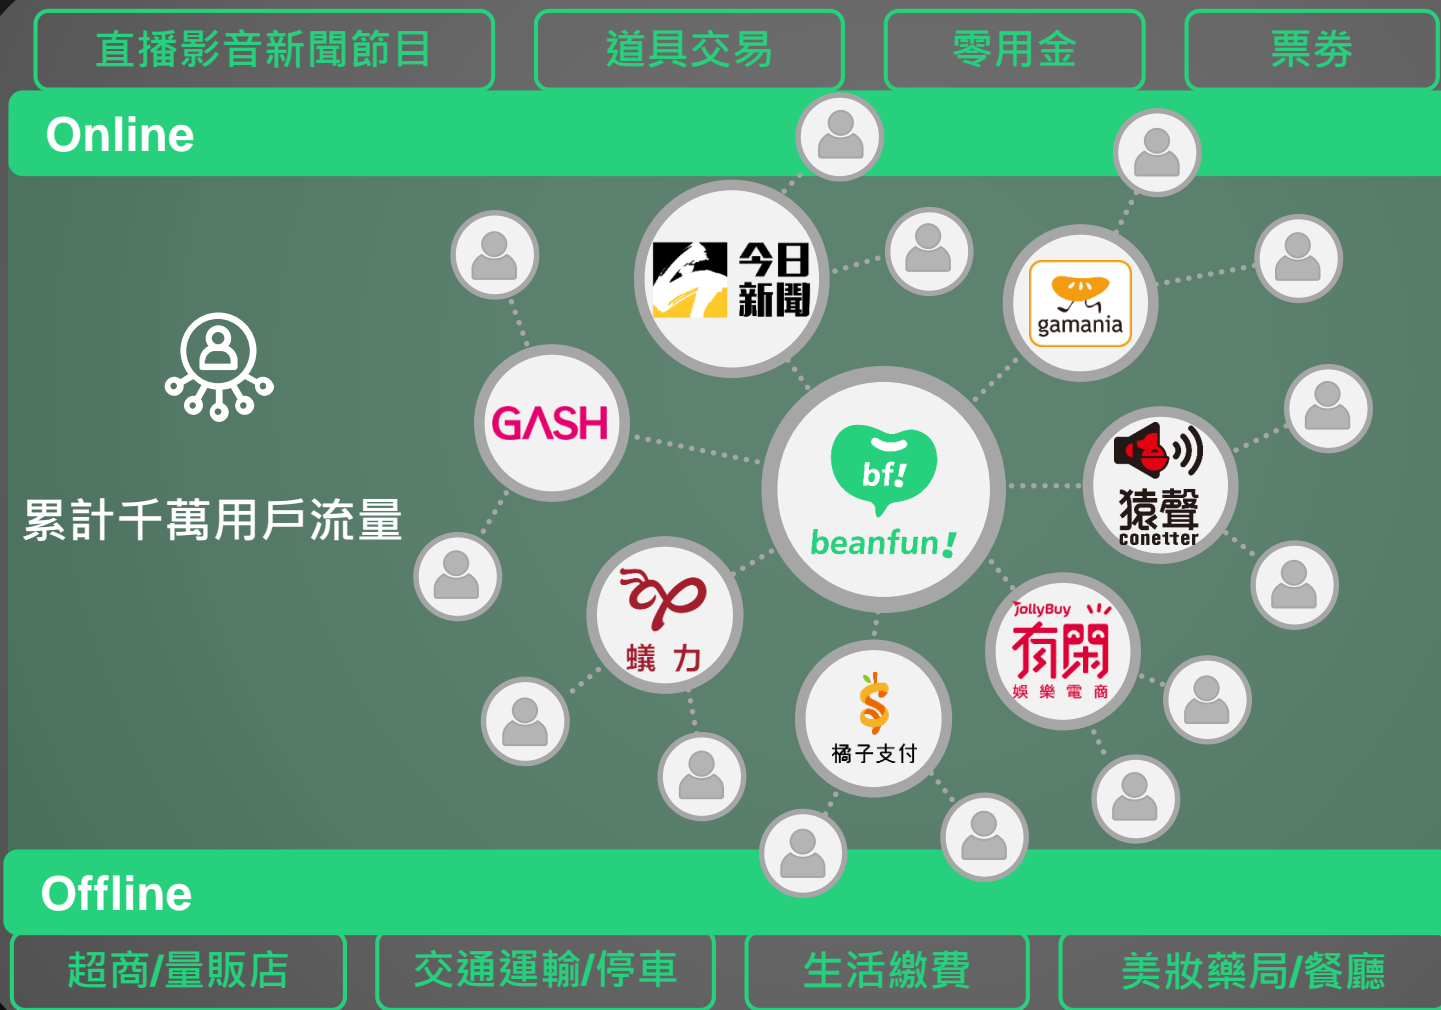 直播影音新聞節目
道具交易
零用金
票券
Online
今日
新聞
gamania
GASH
bf!
beanfun!
猿聲
conetter
累計千萬用戶流量
蟻力
jollyBuy
有閑
娛樂電商
橘子支付
Offline
超商/量販店
交通運輸/停車
生活繳費
美妝藥局/餐廳